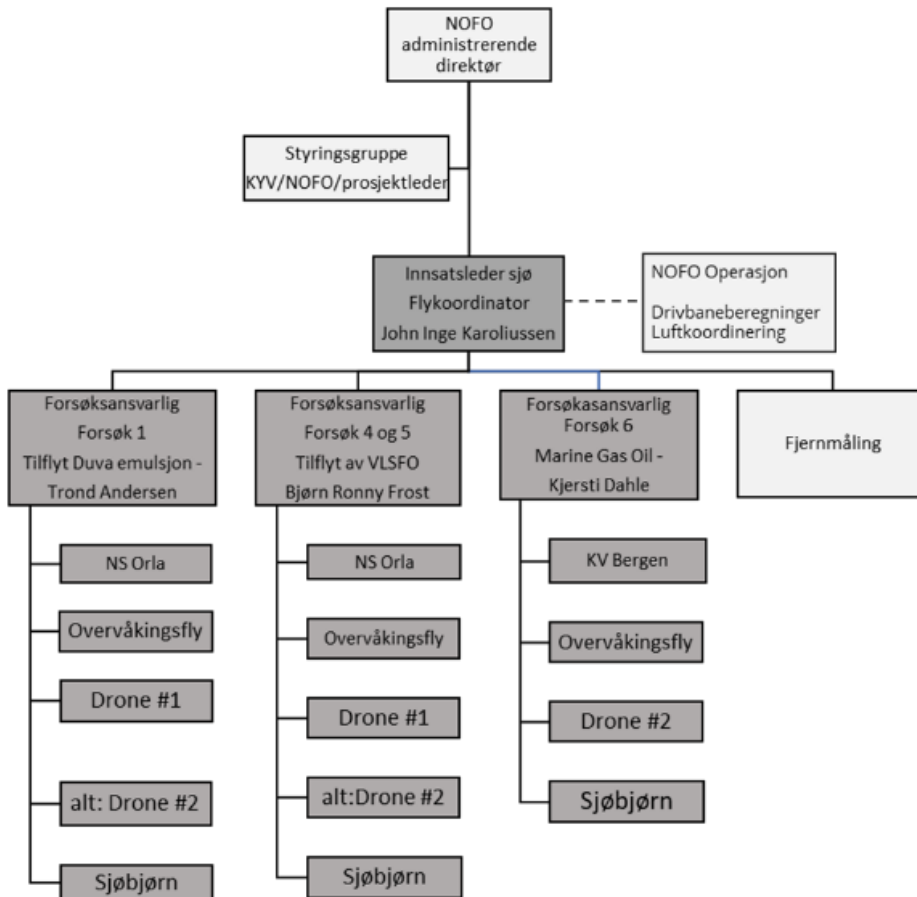 NOFO
administrerende
direktør
Styringsgruppe
KYV/NOFO/prosjektleder
Innsatsleder sjø
Flykoordinator
John Inge Karoliussen
NOFO Operasjon
Drivbaneberegninger
Luftkoordinering
Forsøksansvarlig
Forsøk 1
Tilflyt Duva emulsjon -
Trond Andersen
NS Orla
Overvåkingsfly
Drone #1
alt: Drone #2
Sjøbjørn
Forsøksansvarlig
Forsøk 4 og 5
Tilflyt av VLSFO
Bjørn Ronny Frost
NS Orla
Overvåkingsfly
Drone #1
alt:Drone #2
Sjøbjørn
Forsøkasansvarlig
Forsøk 6
Marine Gas Oil -
Kjersti Dahle
KV Bergen
Overvåkingsfly
Drone #2
Sjøbjørn
Fjernmåling